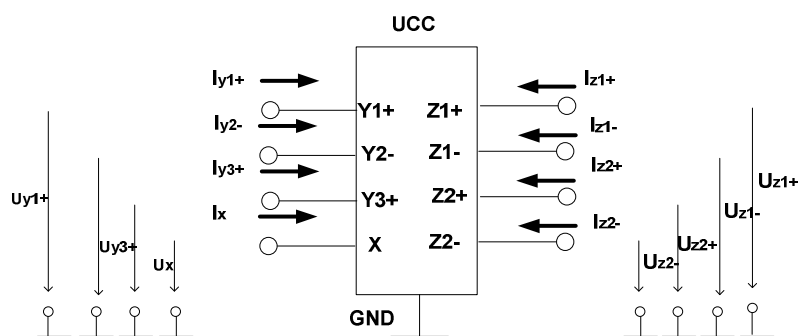 UCC
Iy1+
Iy2-
Iy3+
Ix
Y1+
Y2-
Y3+
X
Z1+
Z1-
Z2+
Z2-
Iz1+
Iz1-
Iz2+
Iz2-
Uy1+
Uy3+
Ux
Uz2-
Uz2+
Uz1-
Uz1+
GND